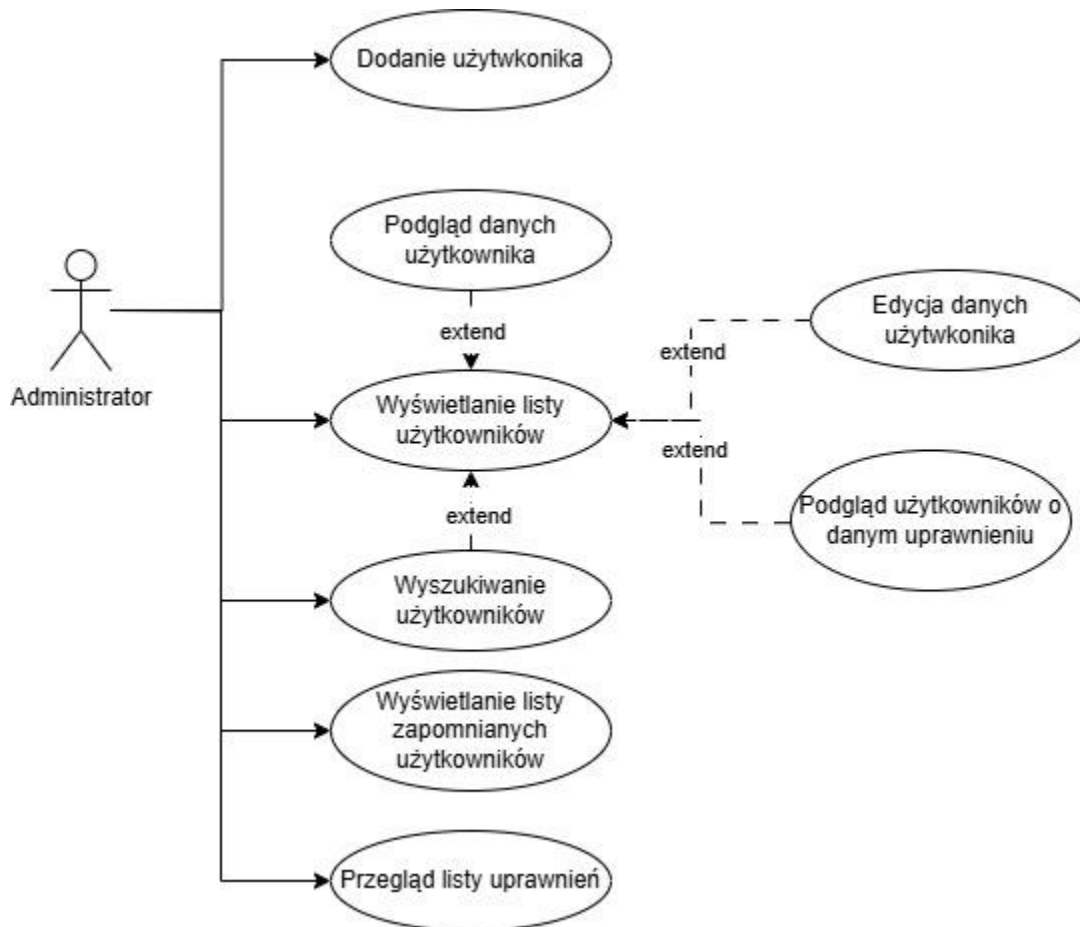 Dodanie użytwkonika
Podgląd danych
użytkownika
extend
Edycja danych
użytwkonika
extend
Administrator
Wyświetlanie listy
użytkowników
extend
extend
Podgląd użytkowników o
danym uprawnieniu
Wyszukiwanie
użytkowników
Wyświetlanie listy
zapomnianych
użytkowników
Przegląd listy uprawnień